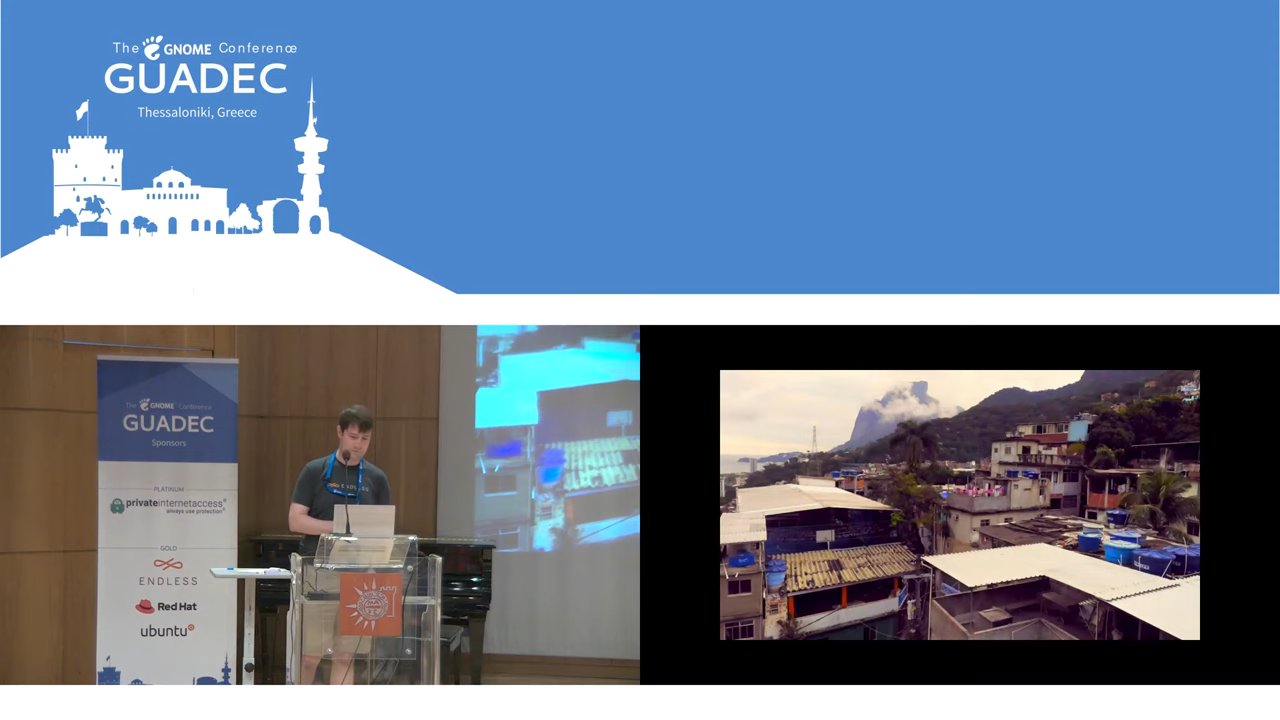 The GNOME Conference
GUADEC
Thessaloniki, Greece
The GNOME Conference
GUADEC
Sponsors
PLATINUM
privateinternetaccess®
always use protection®
GOLD
ENDLESS
Red Hat
ubuntu®
ENDLESS